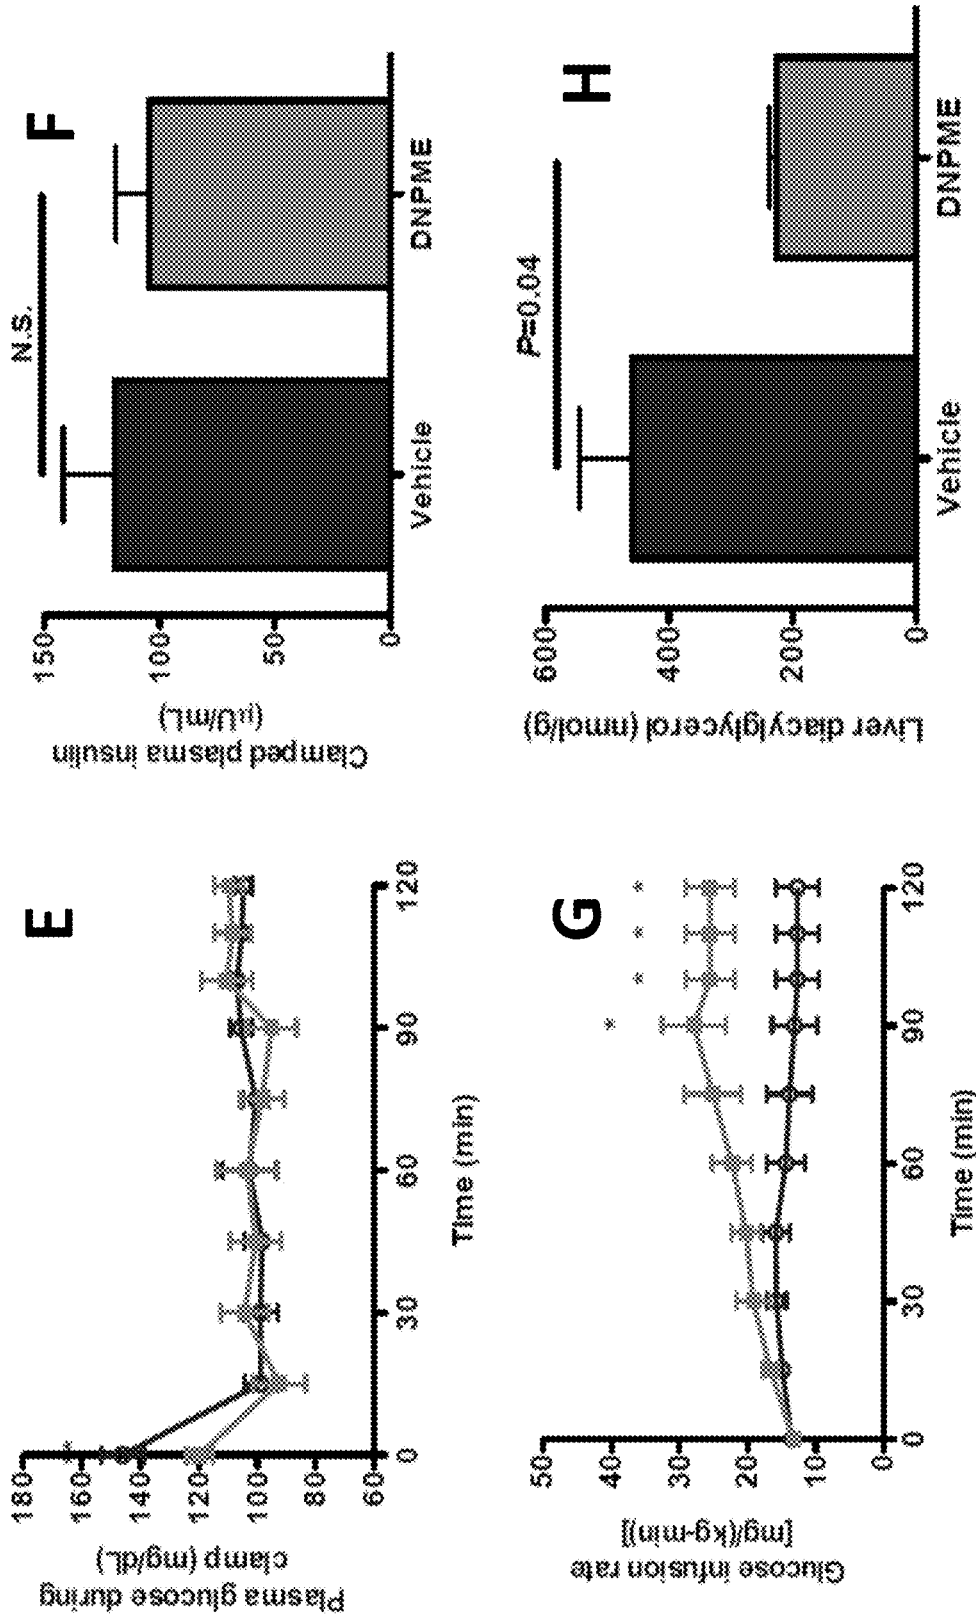 E
Plasma glucose during
clamp (mg/dL)
180
160
140
120
100
80
60
*
0
30
60
90
120
Time (min)
F
Clamped plasma insulin
(μU/mL)
150
100
50
0
N.S.
Vehicle
DNPME
G
Glucose infusion rate
[mg/(kg-min)]
50
40
30
20
10
0
* * * *
0
30
60
90
120
Time (min)
H
Liver diacylglycerol (nmol/g)
600
400
200
0
P=0.04
Vehicle
DNPME